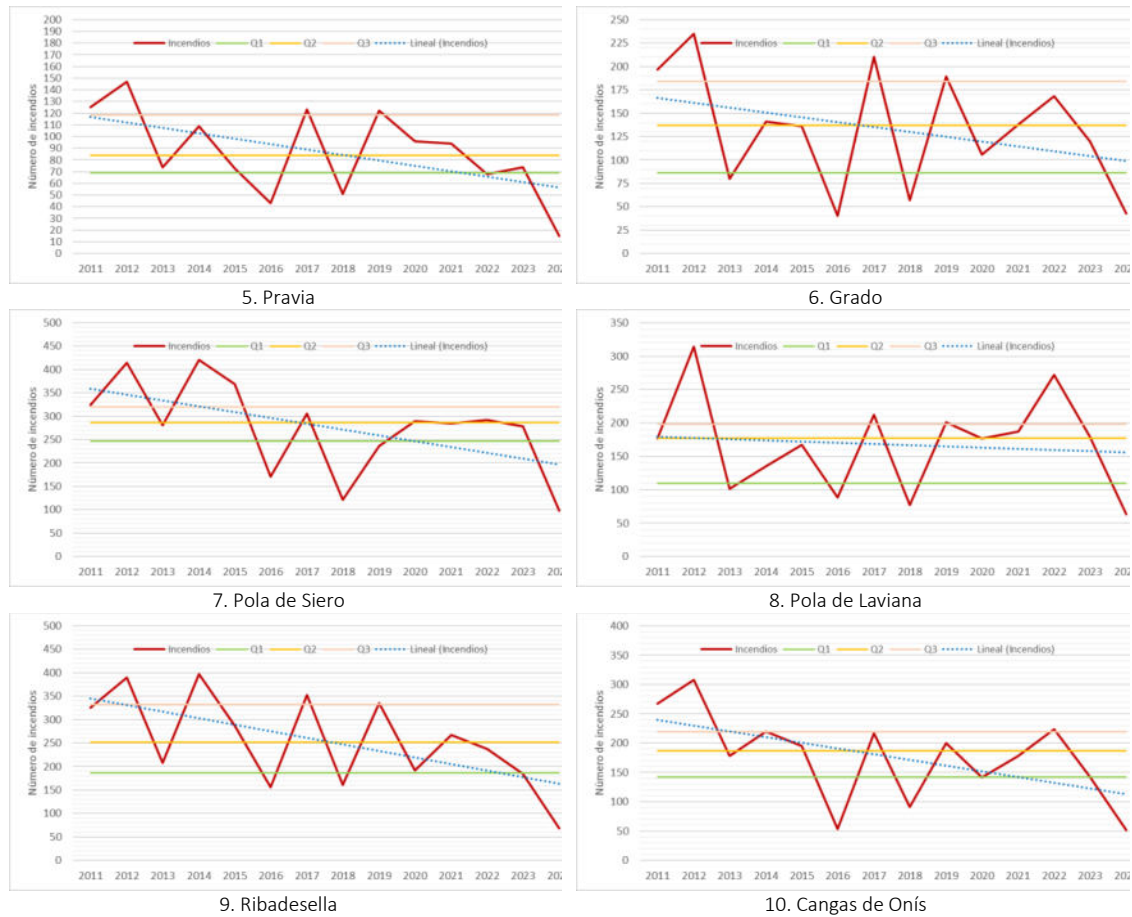 200
190
180
170
160
150
140
130
120
110
100
90
80
70
60
50
40
30
20
10
0
Número de incendios
Incendios Q1 Q2 Q3 Lineal (Incendios)
2011 2012 2013 2014 2015 2016 2017 2018 2019 2020 2021 2022 2023 202
5. Pravia
250
225
200
175
150
125
100
75
50
25
0
Número de incendios
Incendios Q1 Q2 Q3 Lineal (Incendios)
2011 2012 2013 2014 2015 2016 2017 2018 2019 2020 2021 2022 2023 202
6. Grado
500
450
400
350
300
250
200
150
100
50
0
Número de incendios
Incendios Q1 Q2 Q3 Lineal (Incendios)
2011 2012 2013 2014 2015 2016 2017 2018 2019 2020 2021 2022 2023 202
7. Pola de Siero
350
300
250
200
150
100
50
0
Número de incendios
Incendios Q1 Q2 Q3 Lineal (Incendios)
2011 2012 2013 2014 2015 2016 2017 2018 2019 2020 2021 2022 2023 202
8. Pola de Laviana
500
450
400
350
300
250
200
150
100
50
0
Número de incendios
Incendios Q1 Q2 Q3 Lineal (Incendios)
2011 2012 2013 2014 2015 2016 2017 2018 2019 2020 2021 2022 2023 202
9. Ribadesella
400
350
300
250
200
150
100
50
0
Número de incendios
Incendios Q1 Q2 Q3 Lineal (Incendios)
2011 2012 2013 2014 2015 2016 2017 2018 2019 2020 2021 2022 2023 202
10. Cangas de Onís